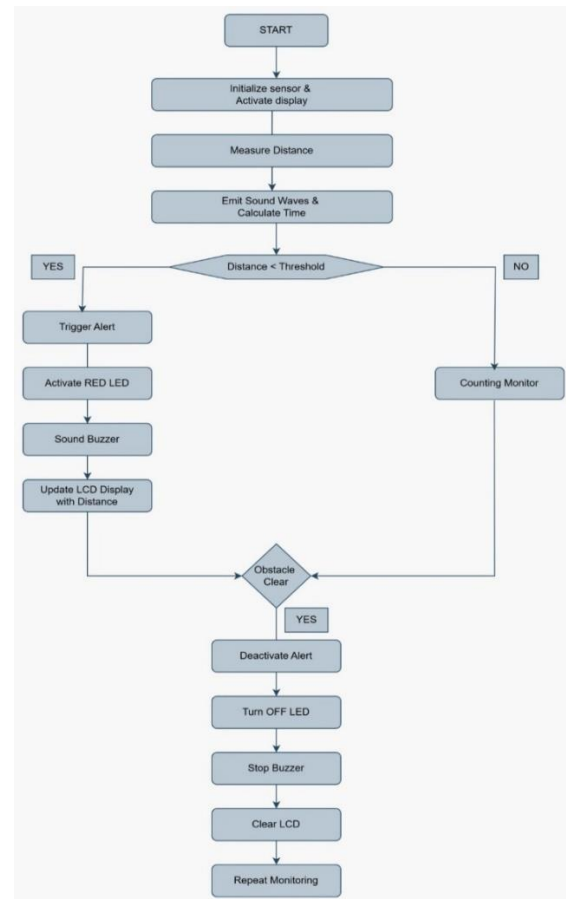 START
Initialize sensor &
Activate display
Measure Distance
Emit Sound Waves &
Calculate Time
YES
Distance < Threshold
NO
Trigger Alert
Activate RED LED
Counting Monitor
Sound Buzzer
Update LCD Display
with Distance
Obstacle
Clear
YES
Deactivate Alert
Turn OFF LED
Stop Buzzer
Clear LCD
Repeat Monitoring